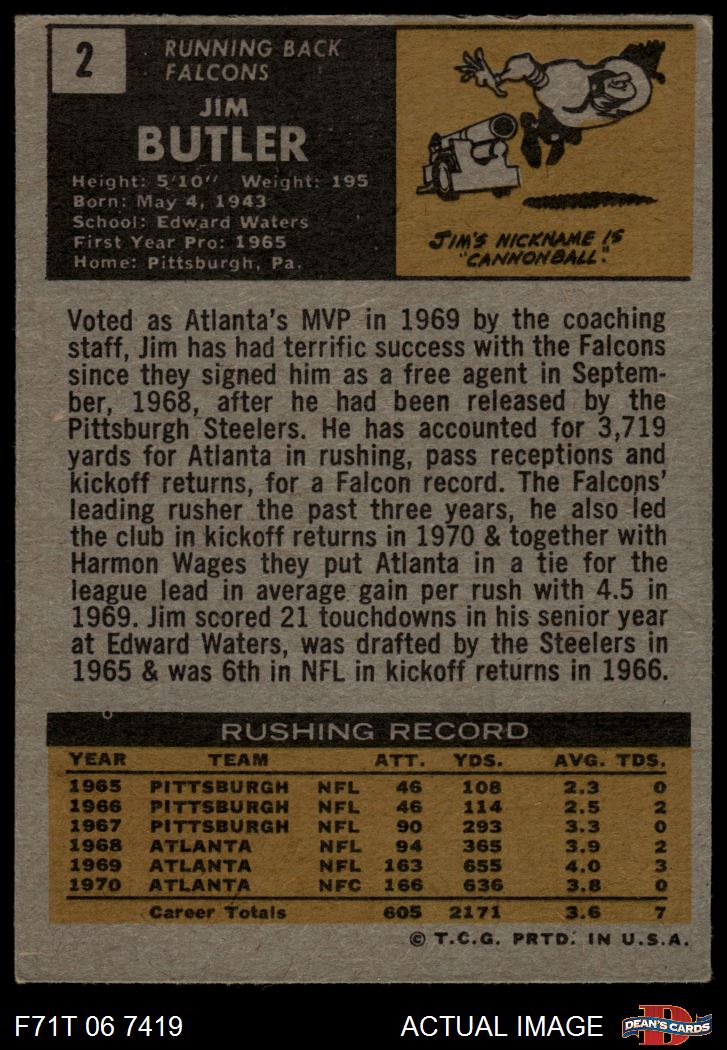 2
RUNNING BACK
FALCONS
JIM
BUTLER
Height: 5'10'' Weight: 195
Born: May 4, 1943
School: Edward Waters
First Year Pro: 1965
Home: Pittsburgh, Pa.
JIM'S NICKNAME IS
"CANNONBALL."
Voted as Atlanta's MVP in 1969 by the coaching
staff, Jim has had terrific success with the Falcons
since they signed him as a free agent in Septem-
ber, 1968, after he had been released by the
Pittsburgh Steelers. He has accounted for 3,719
yards for Atlanta in rushing, pass receptions and
kickoff returns, for a Falcon record. The Falcons'
leading rusher the past three years, he also led
the club in kickoff returns in 1970 & together with
Harmon Wages they put Atlanta in a tie for the
league lead in average gain per rush with 4.5 in
1969. Jim scored 21 touchdowns in his senior year
at Edward Waters, was drafted by the Steelers in
1965 & was 6th in NFL in kickoff returns in 1966.
RUSHING RECORD
YEAR TEAM ATT. YDS. AVG. TDS.
1965 PITTSBURGH NFL 46 108 2.3 0
1966 PITTSBURGH NFL 46 114 2.5 2
1967 PITTSBURGH NFL 90 293 3.3 0
1968 ATLANTA NFL 94 365 3.9 2
1969 ATLANTA NFL 163 655 4.0 3
1970 ATLANTA NFC 166 636 3.8 0
Career Totals 605 2171 3.6 7
© T.C.G. PRTD. IN U.S.A.
F71T 06 7419 ACTUAL IMAGE
D
DEAN'S CARDS